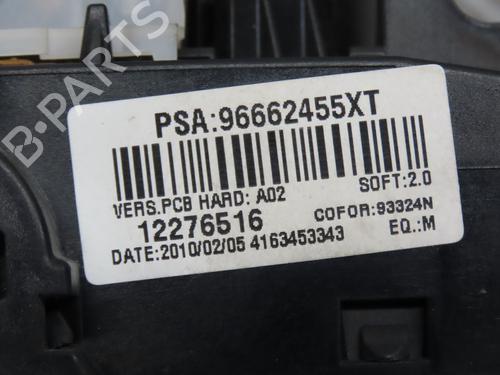 PSA:96662455XT
VERS.PCB HARD: A02 SOFT:2.0
12276516 COFOR:93324N
DATE:2010/02/05 4163453343 EQ.:M
B-PARTS